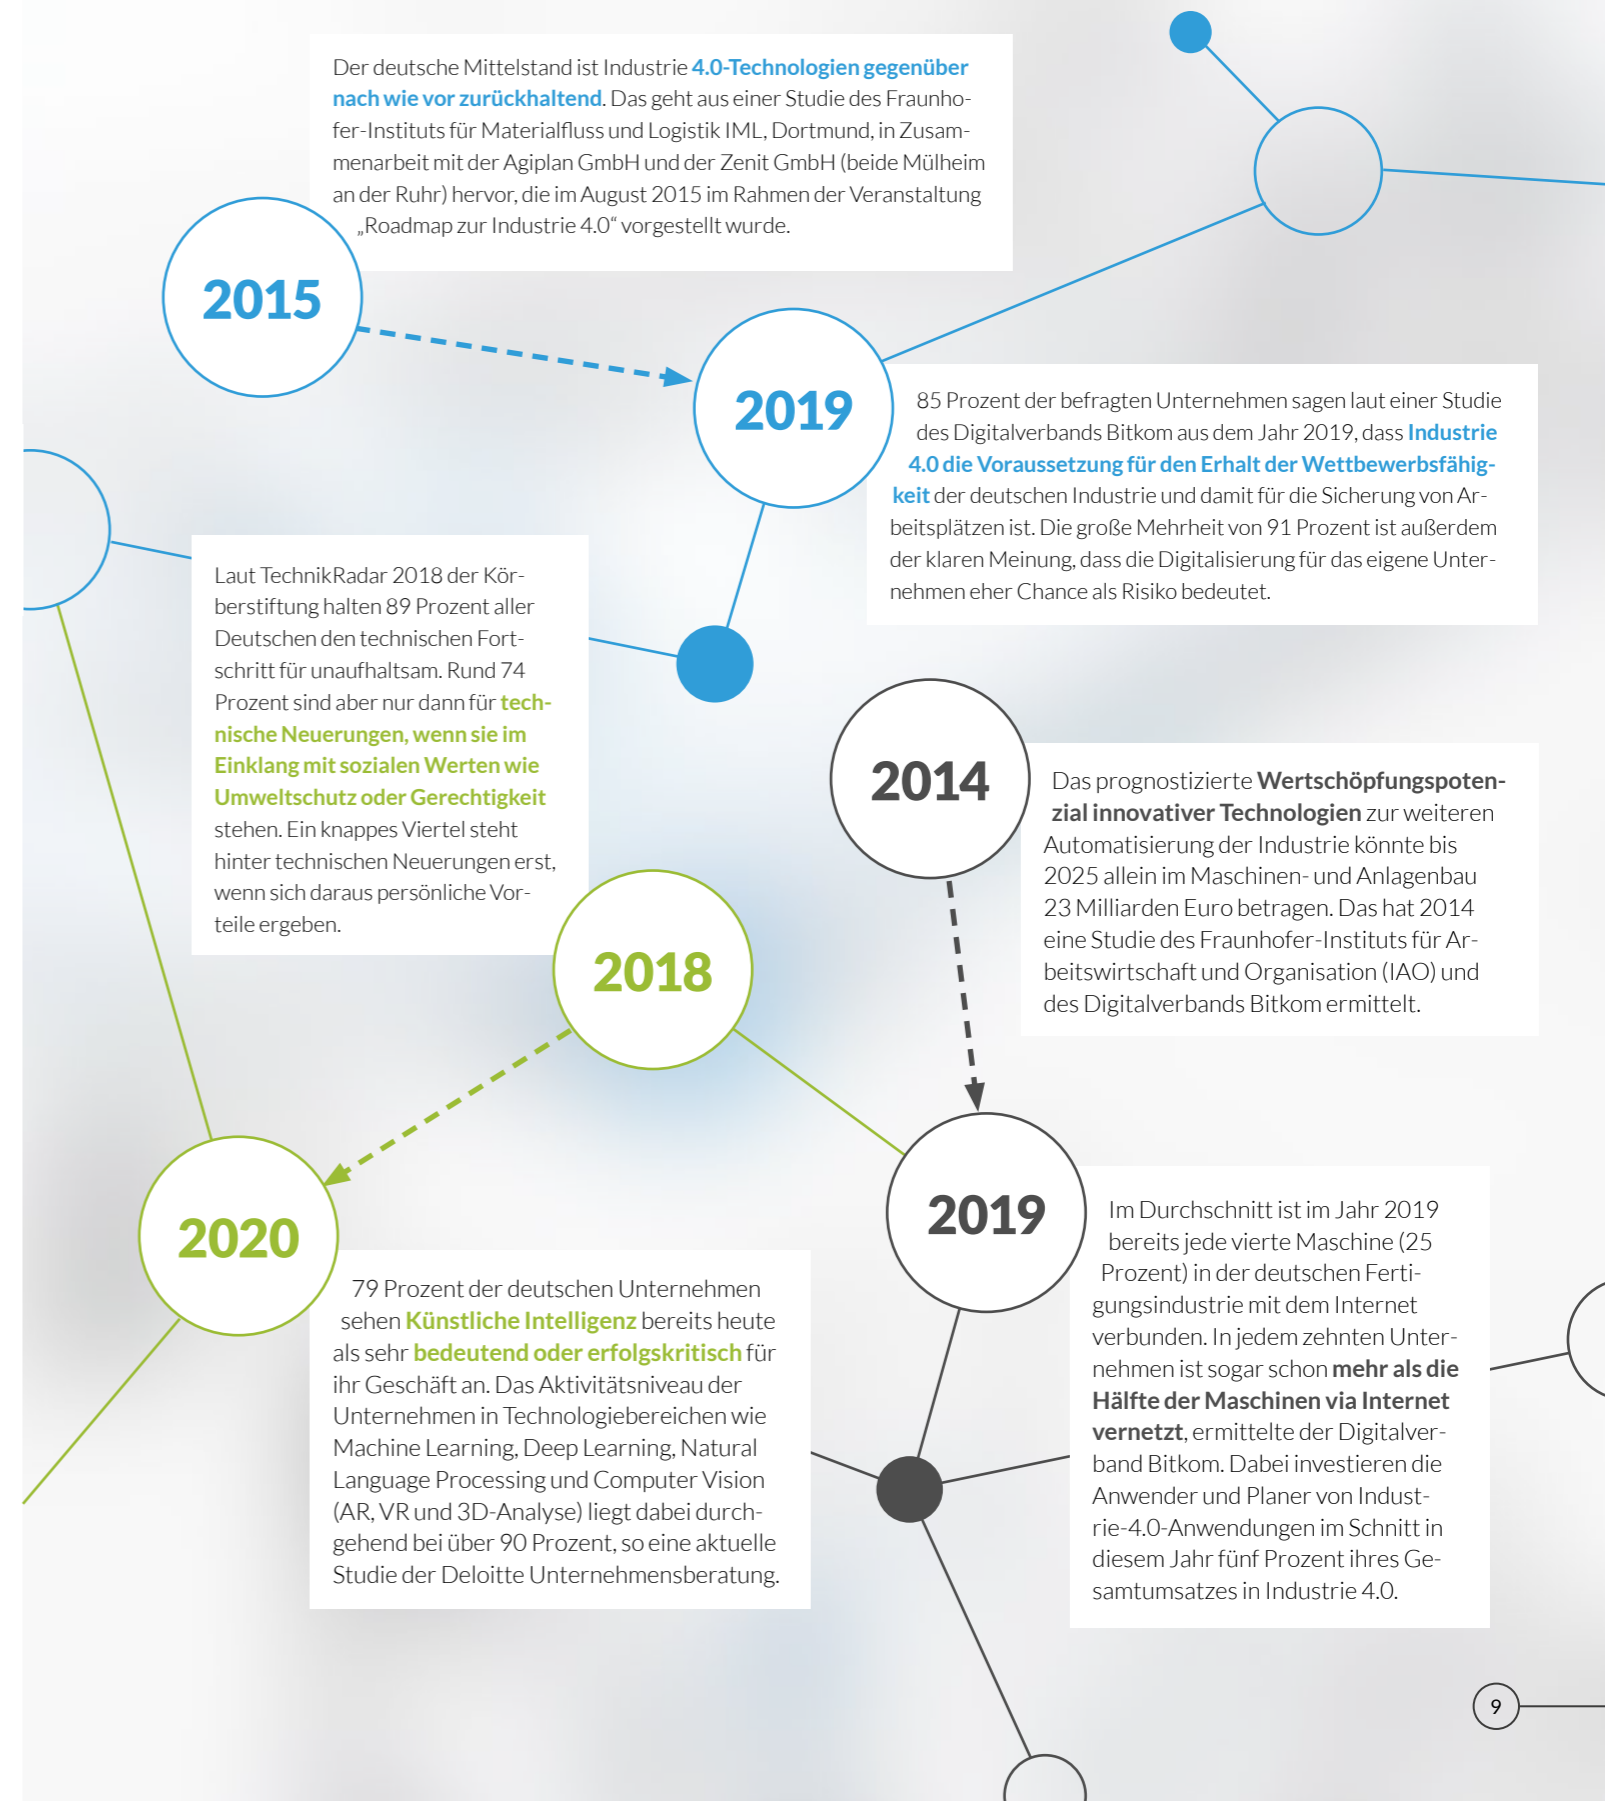 Der deutsche Mittelstand ist Industrie 4.0-Technologien gegenüber
nach wie vor zurückhaltend. Das geht aus einer Studie des Fraunho-
fer-Instituts für Materialfluss und Logistik IML, Dortmund, in Zusam-
menarbeit mit der Agiplan GmbH und der Zenit GmbH (beide Mülheim
an der Ruhr) hervor, die im August 2015 im Rahmen der Veranstaltung
„Roadmap zur Industrie 4.0“ vorgestellt wurde.
2015
2019
85 Prozent der befragten Unternehmen sagen laut einer Studie
des Digitalverbands Bitkom aus dem Jahr 2019, dass Industrie
4.0 die Voraussetzung für den Erhalt der Wettbewerbsfähig-
keit der deutschen Industrie und damit für die Sicherung von Ar-
beitsplätzen ist. Die große Mehrheit von 91 Prozent ist außerdem
der klaren Meinung, dass die Digitalisierung für das eigene Unter-
nehmen eher Chance als Risiko bedeutet.
Laut TechnikRadar 2018 der Kör-
berstiftung halten 89 Prozent aller
Deutschen den technischen Fort-
schritt für unaufhaltsam. Rund 74
Prozent sind aber nur dann für tech-
nische Neuerungen, wenn sie im
Einklang mit sozialen Werten wie
Umweltschutz oder Gerechtigkeit
stehen. Ein knappes Viertel steht
hinter technischen Neuerungen erst,
wenn sich daraus persönliche Vor-
teile ergeben.
2018
2014
Das prognostizierte Wertschöpfungspoten-
zial innovativer Technologien zur weiteren
Automatisierung der Industrie könnte bis
2025 allein im Maschinen- und Anlagenbau
23 Milliarden Euro betragen. Das hat 2014
eine Studie des Fraunhofer-Instituts für Ar-
beitswirtschaft und Organisation (IAO) und
des Digitalverbands Bitkom ermittelt.
2020
79 Prozent der deutschen Unternehmen
sehen Künstliche Intelligenz bereits heute
als sehr bedeutend oder erfolgskritisch für
ihr Geschäft an. Das Aktivitätsniveau der
Unternehmen in Technologiebereichen wie
Machine Learning, Deep Learning, Natural
Language Processing und Computer Vision
(AR, VR und 3D-Analyse) liegt dabei durch-
gehend bei über 90 Prozent, so eine aktuelle
Studie der Deloitte Unternehmensberatung.
2019
Im Durchschnitt ist im Jahr 2019
bereits jede vierte Maschine (25
Prozent) in der deutschen Ferti-
gungsindustrie mit dem Internet
verbunden. In jedem zehnten Unter-
nehmen ist sogar schon mehr als die
Hälfte der Maschinen via Internet
vernetzt, ermittelte der Digitalver-
band Bitkom. Dabei investieren die
Anwender und Planer von Indust-
rie-4.0-Anwendungen im Schnitt in
diesem Jahr fünf Prozent ihres Ge-
samtumsatzes in Industrie 4.0.
9